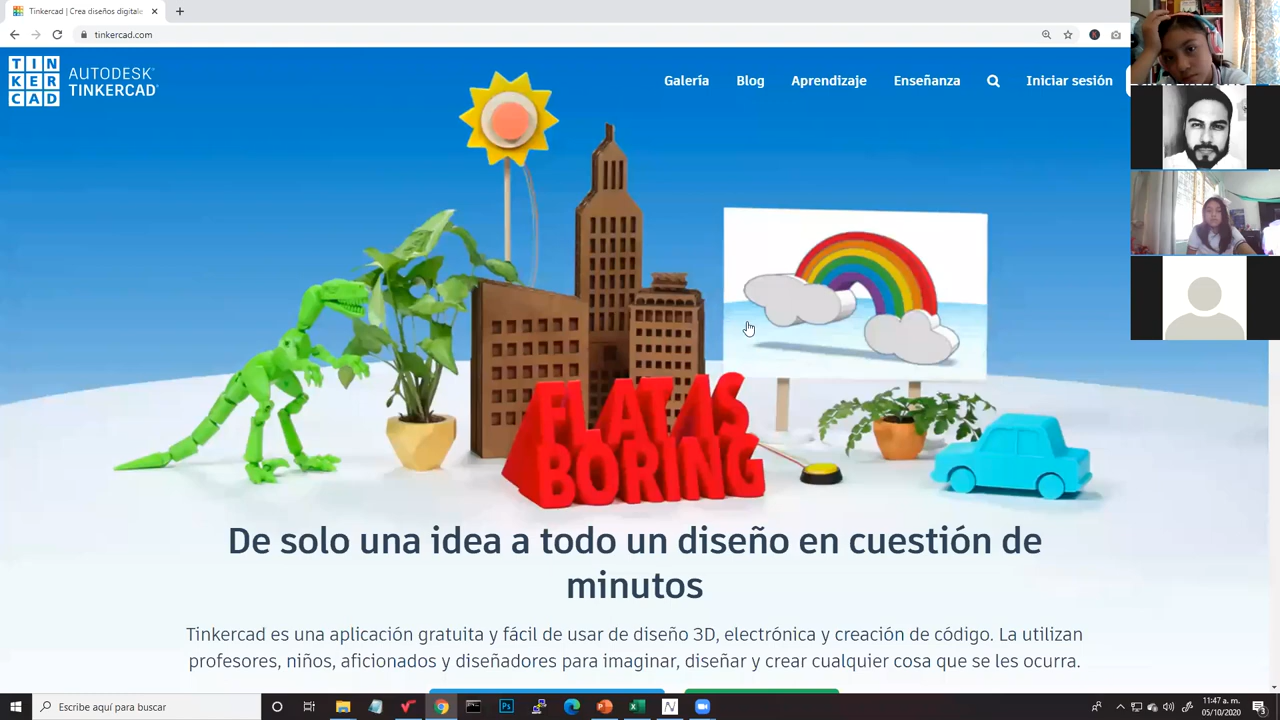 Tinkercad | Crea diseños digitale
tinkercad.com
TIN
KER
CAD
AUTODESK
TINKERCAD
Galería Blog Aprendizaje Enseñanza Iniciar sesión
FLAT IS
BORING
De solo una idea a todo un diseño en cuestión de
minutos
Tinkercad es una aplicación gratuita y fácil de usar de diseño 3D, electrónica y creación de código. La utilizan
profesores, niños, aficionados y diseñadores para imaginar, diseñar y crear cualquier cosa que se les ocurra.
Escribe aquí para buscar
11:47 a. m.
05/10/2020